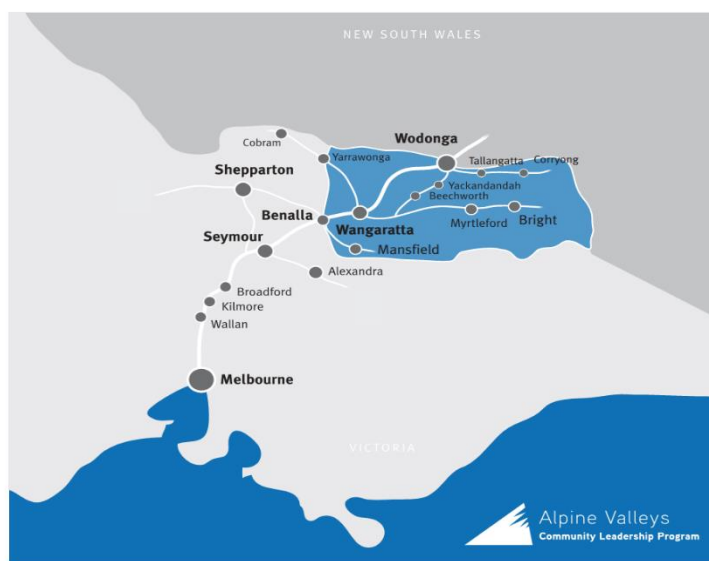 NEW SOUTH WALES
Cobram
Wodonga
Yarrawonga
Tallangatta
Corryong
Shepparton
Yackandandah
Beechworth
Benalla
Wangaratta
Myrtleford
Bright
Seymour
Mansfield
Alexandra
Broadford
Kilmore
Wallan
Melbourne
VICTORIA
Alpine Valleys
Community Leadership Program